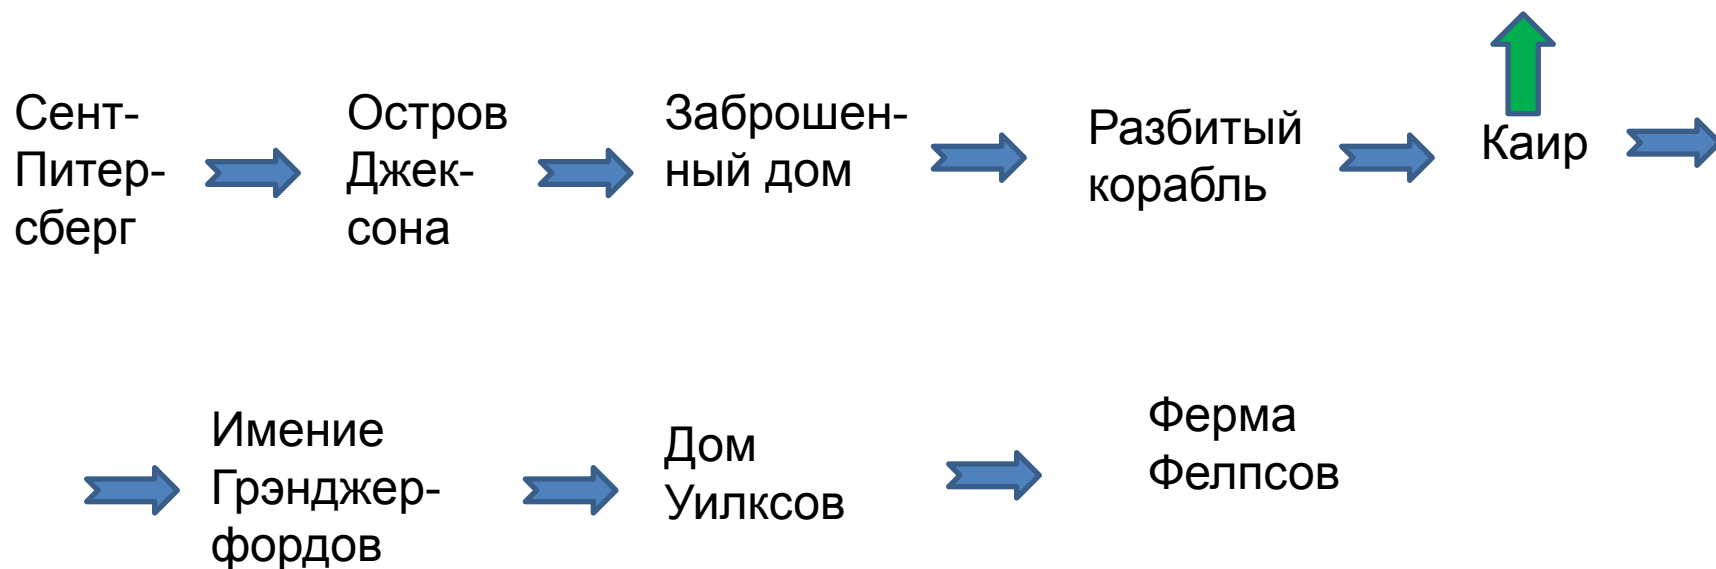 Сент-
Питер-
сберг
Остров
Джек-
сона
Заброшен-
ный дом
Разбитый
корабль
Каир
Имение
Грэнджер-
фордов
Дом
Уилксов
Ферма
Фелпсов